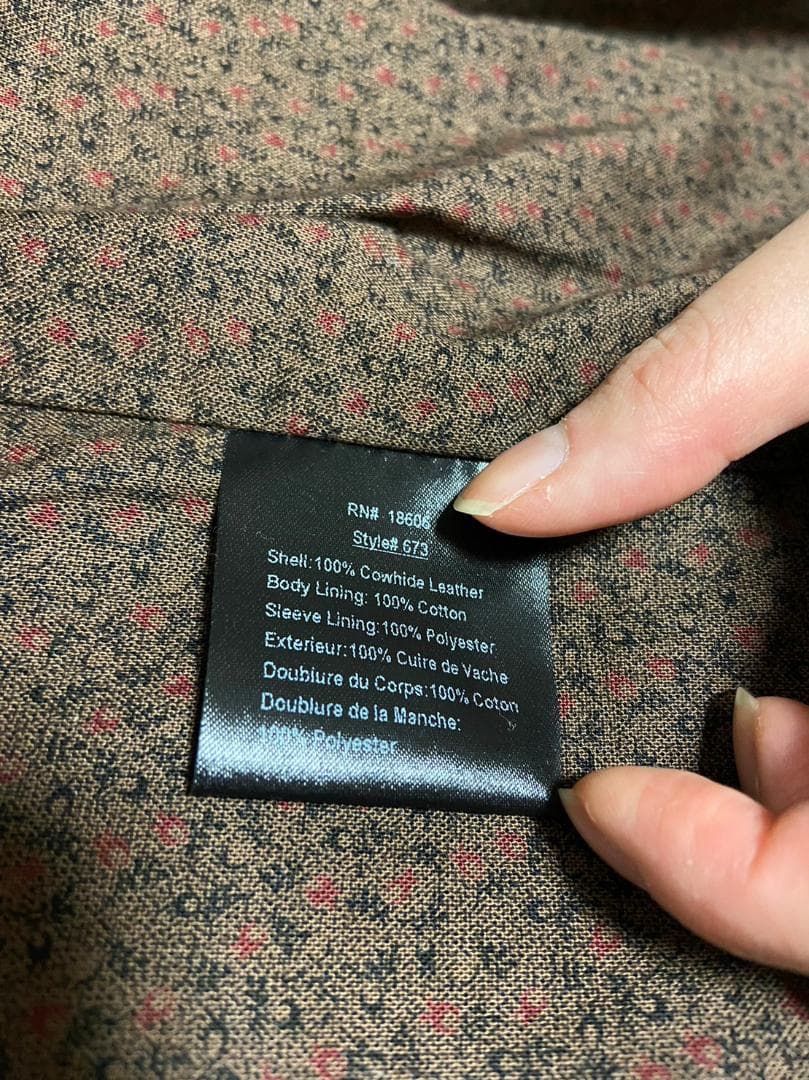 RN# 18606
Style# 673
Shell:100% Cowhide Leather
Body Lining: 100% Cotton
Sleeve Lining:100% Polyester
Exterieur:100% Cuire de Vache
Doublure du Corps:100% Coton
Doublure de la Manche:
100% Polyester